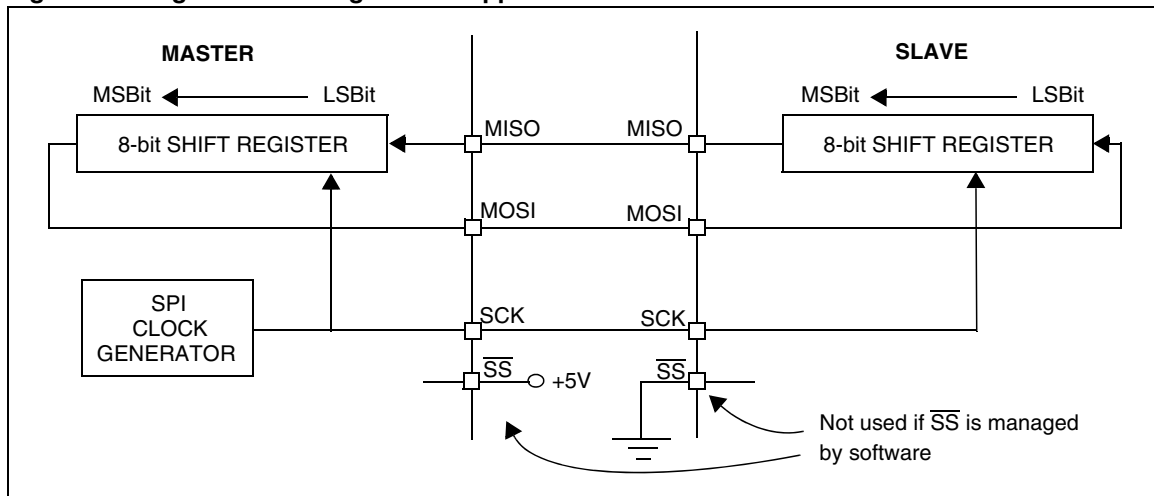 MASTER
SLAVE
MSBit
LSBit
MSBit
LSBit
8-bit SHIFT REGISTER
MISO
MISO
8-bit SHIFT REGISTER
MOSI
MOSI
SPI
CLOCK
GENERATOR
SCK
SCK
SS
+5V
SS
Not used if SS is managed
by software